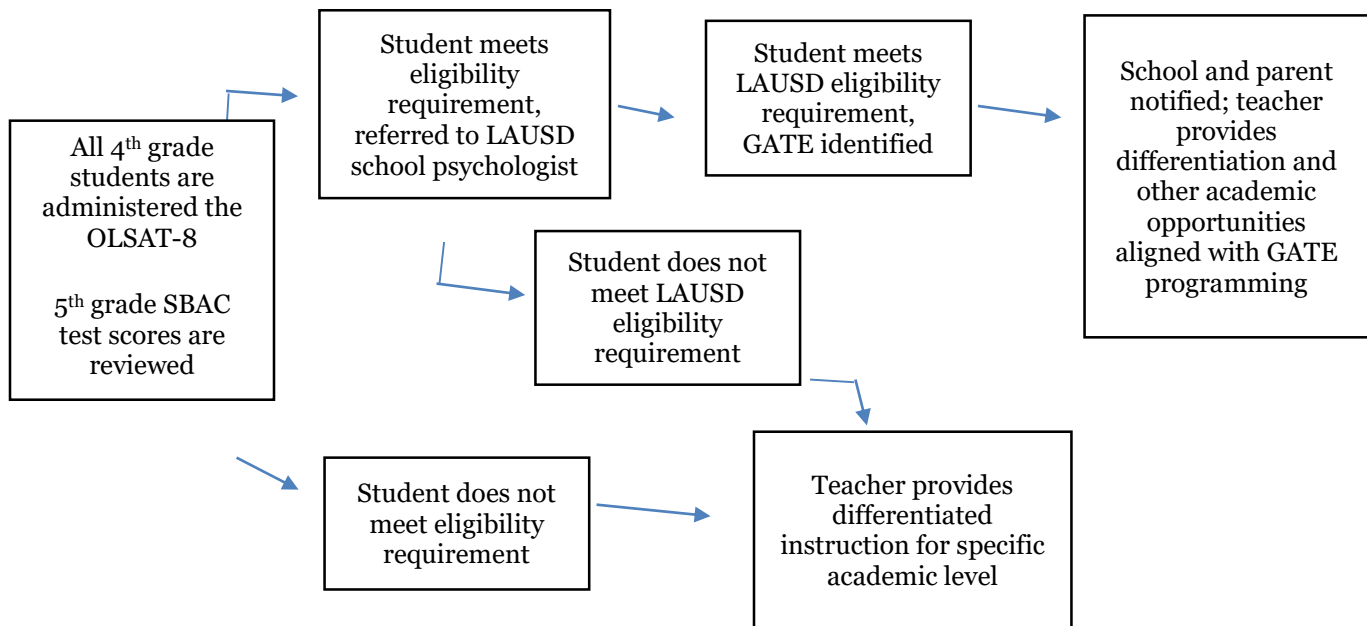 All 4th grade
students are
administered the
OLSAT-8
5th grade SBAC
test scores are
reviewed
Student meets
eligibility
requirement,
referred to LAUSD
school psychologist
Student meets
LAUSD eligibility
requirement,
GATE identified
School and parent
notified; teacher
provides
differentiation and
other academic
opportunities
aligned with GATE
programming
Student does not
meet LAUSD
eligibility
requirement
Student does not
meet eligibility
requirement
Teacher provides
differentiated
instruction for specific
academic level